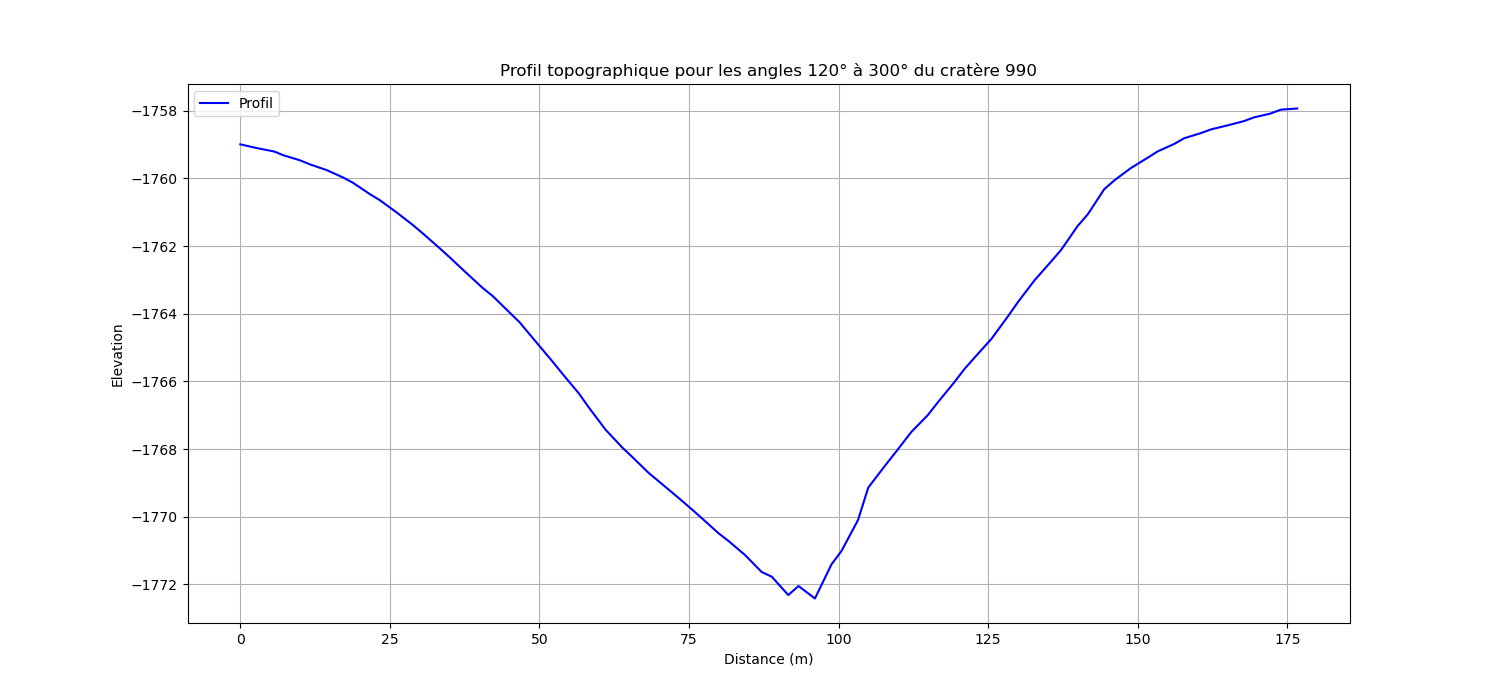 Profil topographique pour les angles 120° à 300° du cratère 990
Profil
−1758
−1760
−1762
−1764
−1766
−1768
−1770
−1772
Elevation
0 25 50 75 100 125 150 175
Distance (m)